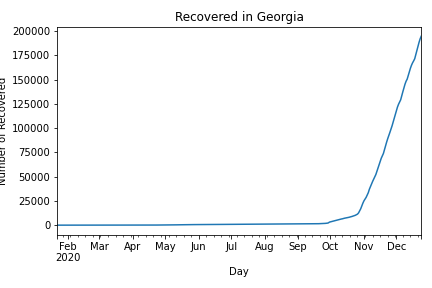 Recovered in Georgia
Number of Recovered
200000
175000
150000
125000
100000
75000
50000
25000
0
Feb Mar Apr May Jun Jul Aug Sep Oct Nov Dec
2020
Day